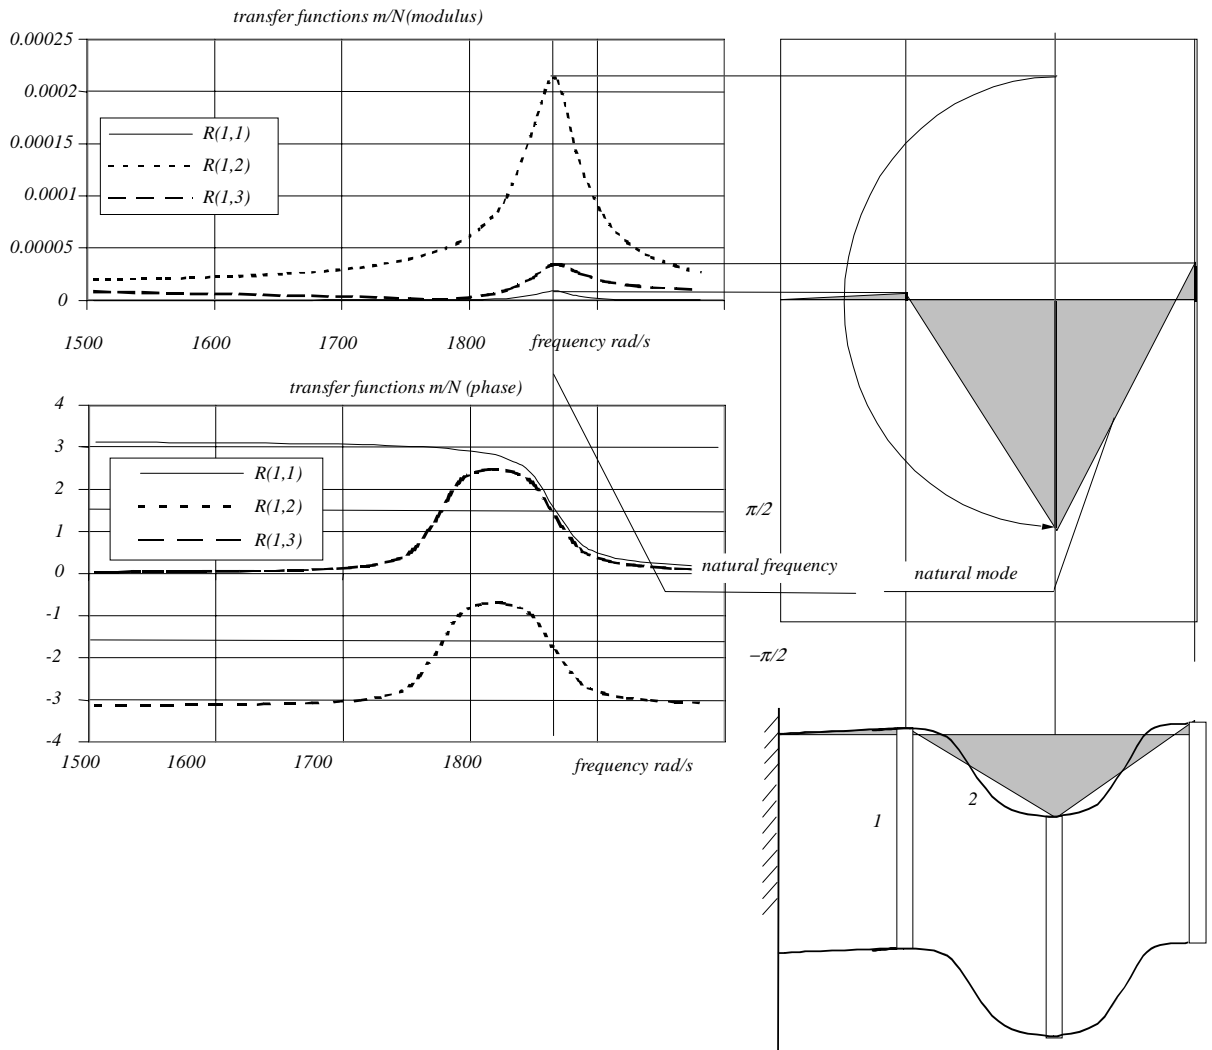 transfer functions m/N(modulus)
0.00025
0.0002
0.00015
0.0001
0.00005
0
R(1,1)
R(1,2)
R(1,3)
1500 1600 1700 1800 frequency rad/s
transfer functions m/N (phase)
4
3
2
1
0
-1
-2
-3
-4
R(1,1)
R(1,2)
R(1,3)
π/2
natural frequency
natural mode
−π/2
1500 1600 1700 1800 frequency rad/s
2
1